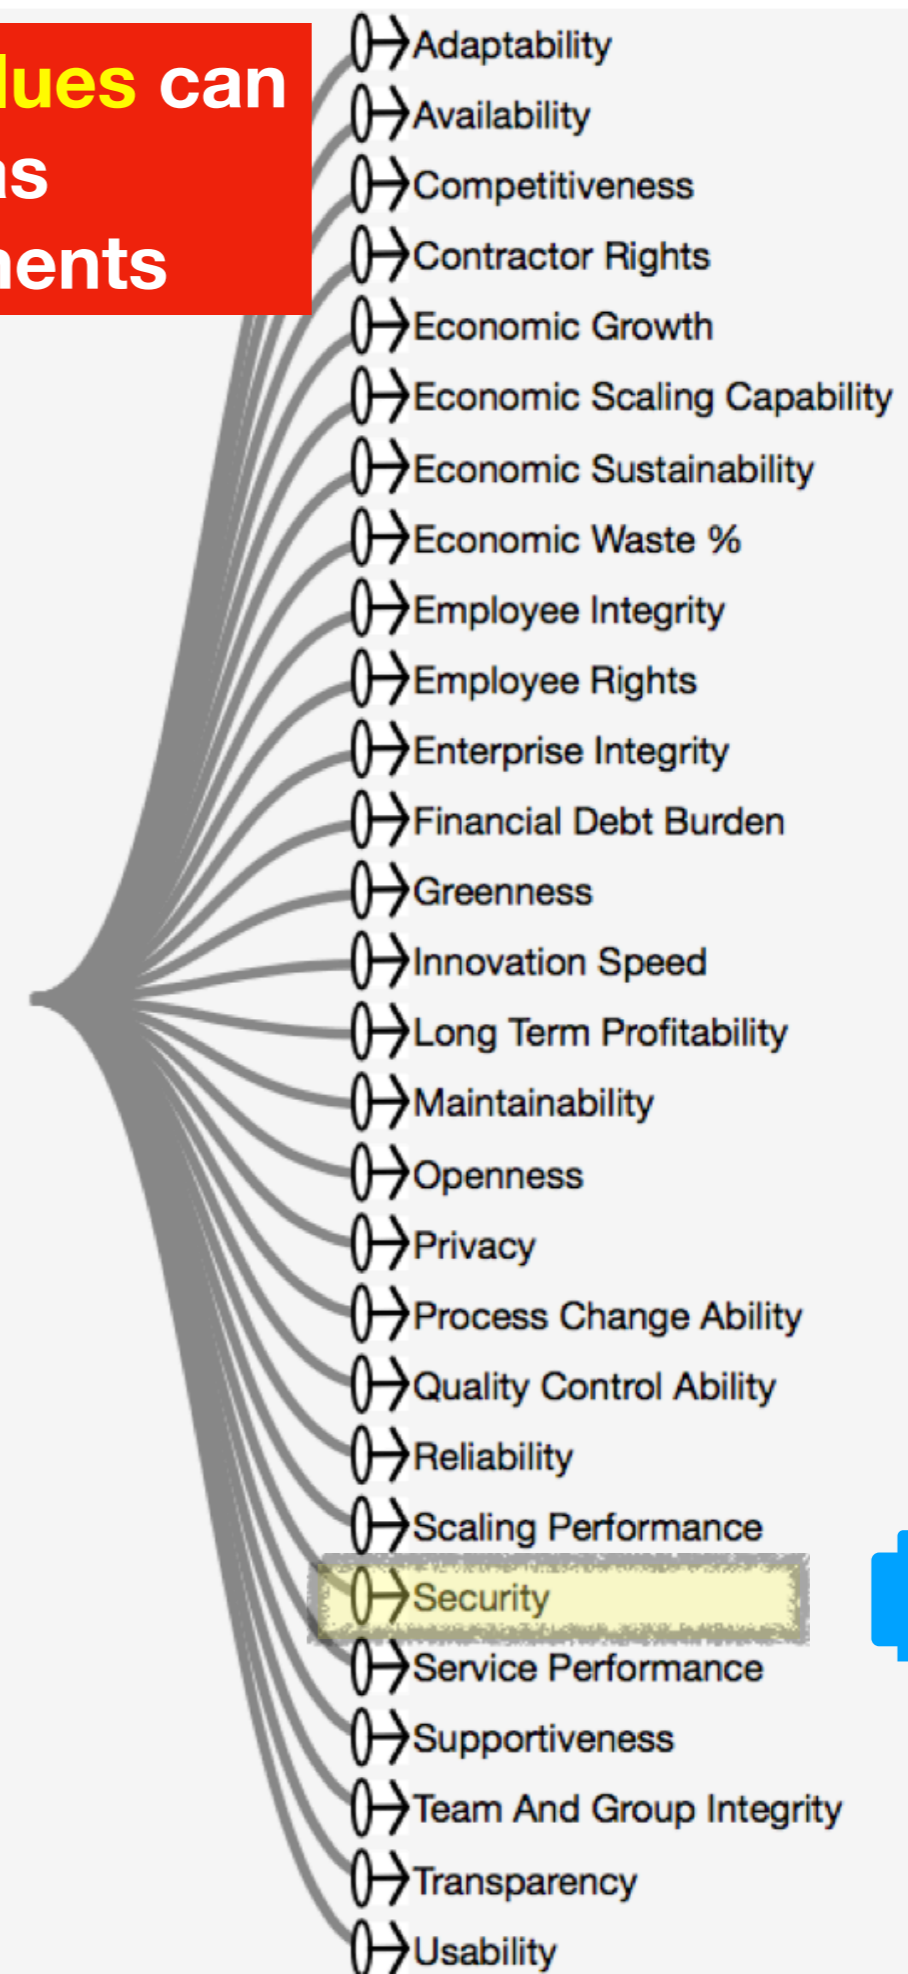 lues can
as
nents
Adaptability
Availability
Competitiveness
Contractor Rights
Economic Growth
Economic Scaling Capability
Economic Sustainability
Economic Waste %
Employee Integrity
Employee Rights
Enterprise Integrity
Financial Debt Burden
Greenness
Innovation Speed
Long Term Profitability
Maintainability
Openness
Privacy
Process Change Ability
Quality Control Ability
Reliability
Scaling Performance
Security
Service Performance
Supportiveness
Team And Group Integrity
Transparency
Usability